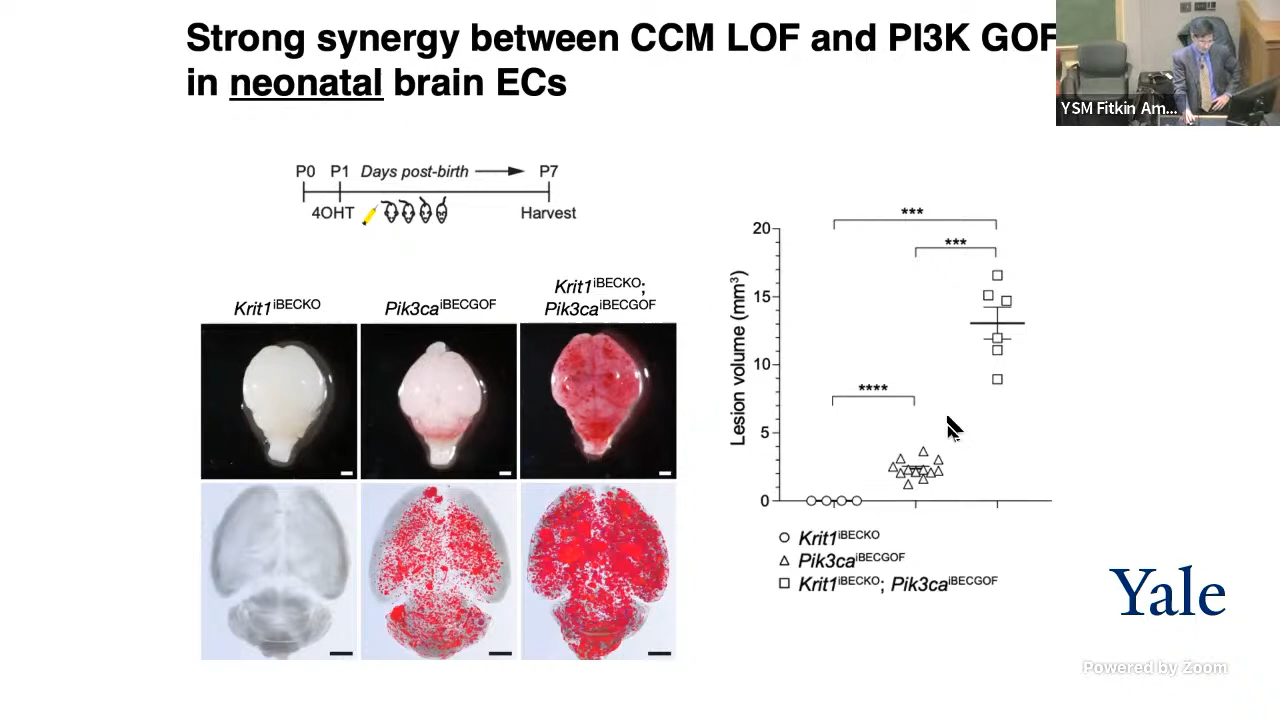 Strong synergy between CCM LOF and PI3K GOF
in neonatal brain ECs
YSM Fitkin Am...
P0 P1 Days post-birth P7
4OHT Harvest
Krit1iBECKO
Pik3caiBECGOF
Krit1iBECKO;
Pik3caiBECGOF
***
***
****
Lesion volume (mm3)
20
15
10
5
0
Krit1iBECKO
Pik3caiBECGOF
Krit1iBECKO; Pik3caiBECGOF
Yale
Powered by Zoom